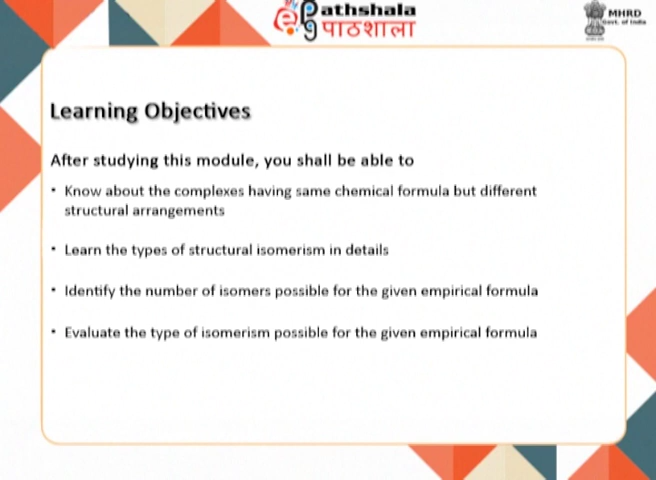 ePG athshala
पाठशाला
MHRD
Govt. of India
Learning Objectives
After studying this module, you shall be able to
• Know about the complexes having same chemical formula but different
structural arrangements
• Learn the types of structural isomerism in details
• Identify the number of isomers possible for the given empirical formula
• Evaluate the type of isomerism possible for the given empirical formula